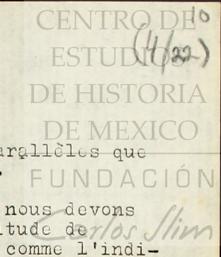 10
(4/22)
CENTRO DE
ESTUDIOS
DE HISTORIA
DE MEXICO
arallèles que
FUNDACIÓN
nous devons
itude de
Carlos Slim
comme l'indi-